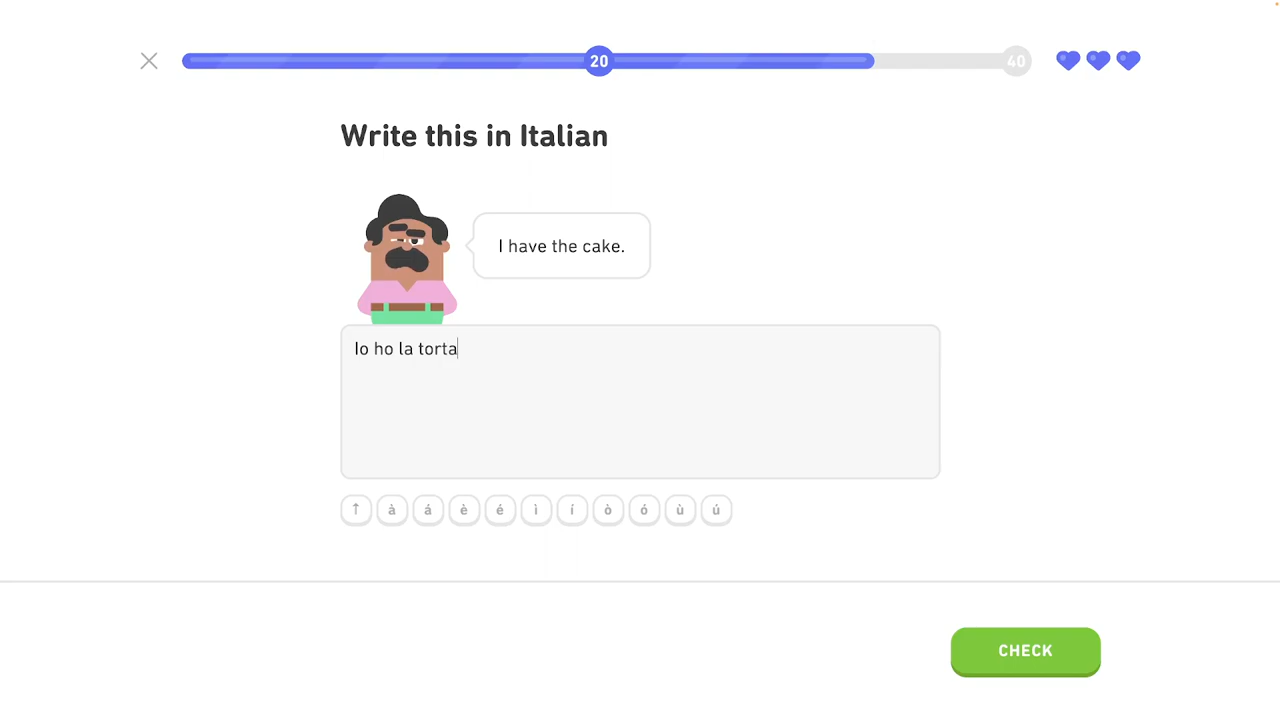 20
40
Write this in Italian
I have the cake.
Io ho la torta
↑ à á è é ì í ò ó ù ú
CHECK